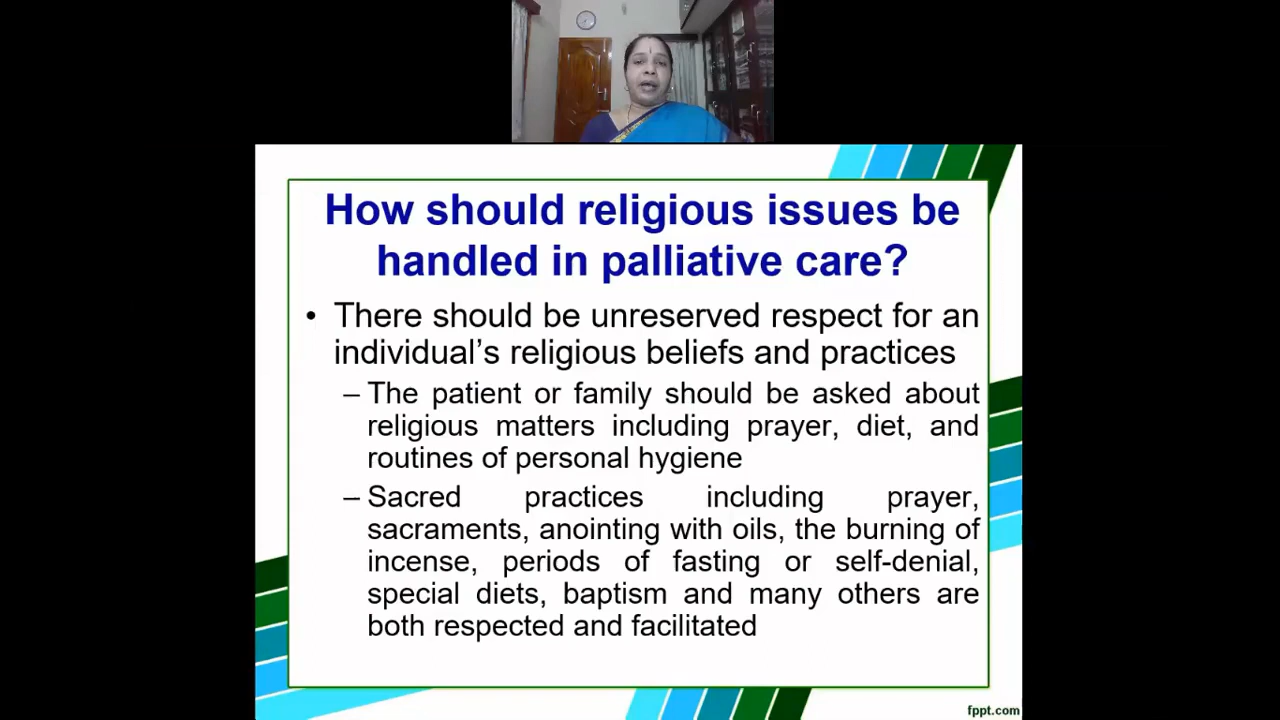 How should religious issues be
handled in palliative care?
• There should be unreserved respect for an
individual's religious beliefs and practices
– The patient or family should be asked about
religious matters including prayer, diet, and
routines of personal hygiene
– Sacred practices including prayer,
sacraments, anointing with oils, the burning of
incense, periods of fasting or self-denial,
special diets, baptism and many others are
both respected and facilitated
fppt.com